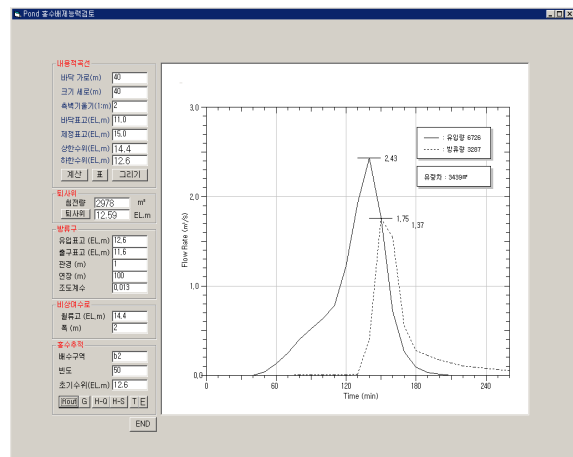 Pond 홍수배제능력검토
내용적곡선
바닥 가로(m) 40
크기 세로(m) 40
측벽기울기(1:m) 2
바닥표고(EL,m) 11,0
제정표고(EL,m) 15,0
상한수위(EL,m) 14.4
하한수위(EL,m) 12.6
계산 표 그리기
퇴사위
침전량 2978 m³
퇴사위 12.59 EL.m
방류구
유입표고 (EL,m) 12,6
출구표고 (EL,m) 11,6
관경 (m) 1
연장 (m) 100
조도계수 0,013
비상여수로
월류고 (EL,m) 14,4
폭 (m) 2
홍수추적
배수구역 b2
빈도 50
초기수위(EL,m) 12.6
Rout G H-Q H-S T E
END
3,0
2,0
1,0
0,0
Flow Rate (m³/s)
0 60 120 180 240
Time (min)
2,43
1,75
1,37
: 유입량 6726
: 방류량 3287
유량차 : 3439m³